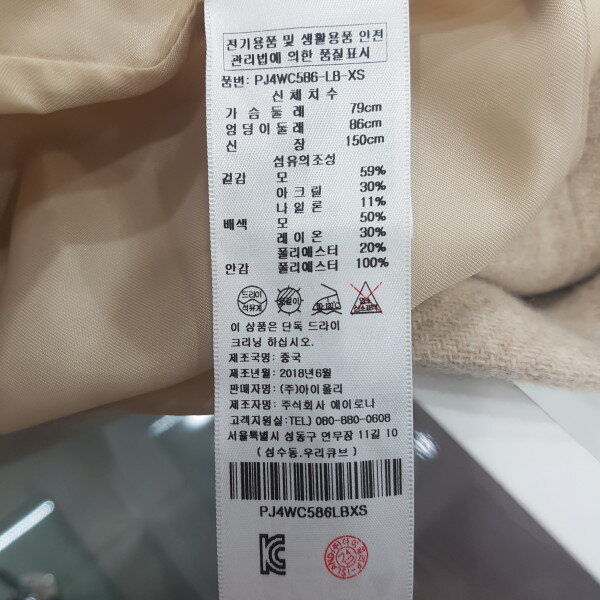 전기용품 및 생활용품 안전
관리법에 의한 품질표시
품번: PJ4WC586-LB-XS
신 체 치 수
가 슴 둘 레 79cm
엉덩이둘레 86cm
신 장 150cm
섬유의조성
겉감 모 59%
아 크 릴 30%
나 일 론 11%
배색 모 50%
레 이 온 30%
폴리에스터 20%
안감 폴리에스터 100%
드라이
석유계
이 상품은 단독 드라이
크리닝 하십시오.
제조국명: 중국
제조년월: 2018년6월
판매자명: (주)아이올리
제조자명: 주식회사 에이로나
고객지원실:TEL) 080-880-0608
서울특별시 성동구 연무장 11길 10
( 성수동.우리큐브 )
PJ4WC586LBXS